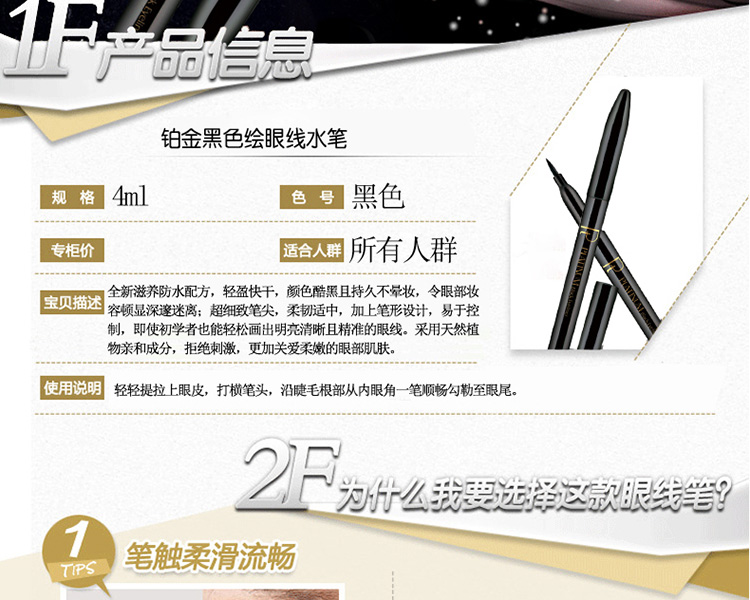 1F 产品信息
铂金黑色绘眼线水笔
规格 4ml
色号 黑色
专柜价
适合人群 所有人群
宝贝描述 全新滋养防水配方，轻盈快干，颜色酷黑且持久不晕妆，令眼部妆
容顿显深邃迷离；超细致笔尖，柔韧适中，加上笔形设计，易于控
制，即使初学者也能轻松画出明亮清晰且精准的眼线。采用天然植
物亲和成分，拒绝刺激，更加关爱柔嫩的眼部肌肤。
使用说明 轻轻提拉上眼皮，打横笔头，沿睫毛根部从内眼角一笔顺畅勾勒至眼尾。
2F 为什么我要选择这款眼线笔?
1 TIPS 笔触柔滑流畅